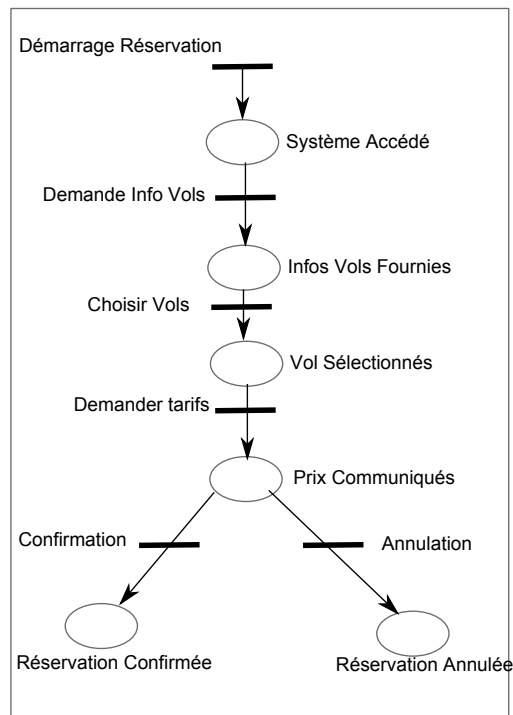 Démarrage Réservation
Système Accédé
Demande Info Vols
Infos Vols Fournies
Choisir Vols
Vol Sélectionnés
Demander tarifs
Prix Communiqués
Confirmation
Annulation
Réservation Confirmée
Réservation Annulée